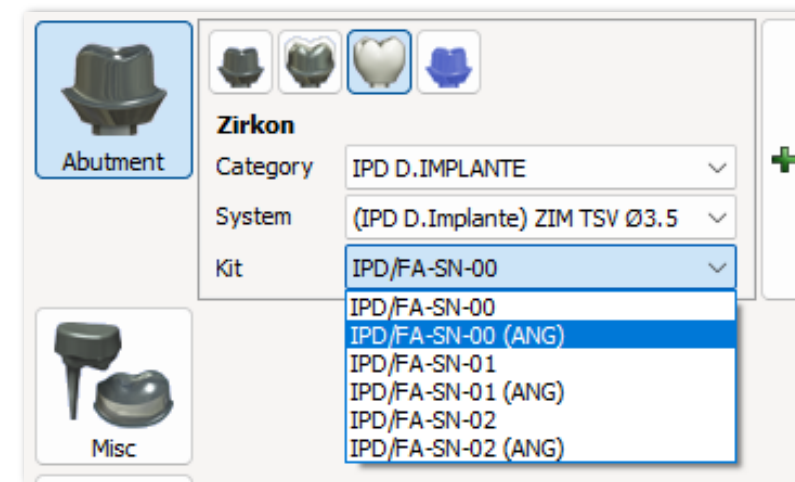 Abutment
Zirkon
Category IPD D.IMPLANTE
System (IPD D.Implante) ZIM TSV Ø3.5
Kit IPD/FA-SN-00
IPD/FA-SN-00
IPD/FA-SN-00 (ANG)
IPD/FA-SN-01
IPD/FA-SN-01 (ANG)
IPD/FA-SN-02
IPD/FA-SN-02 (ANG)
Misc